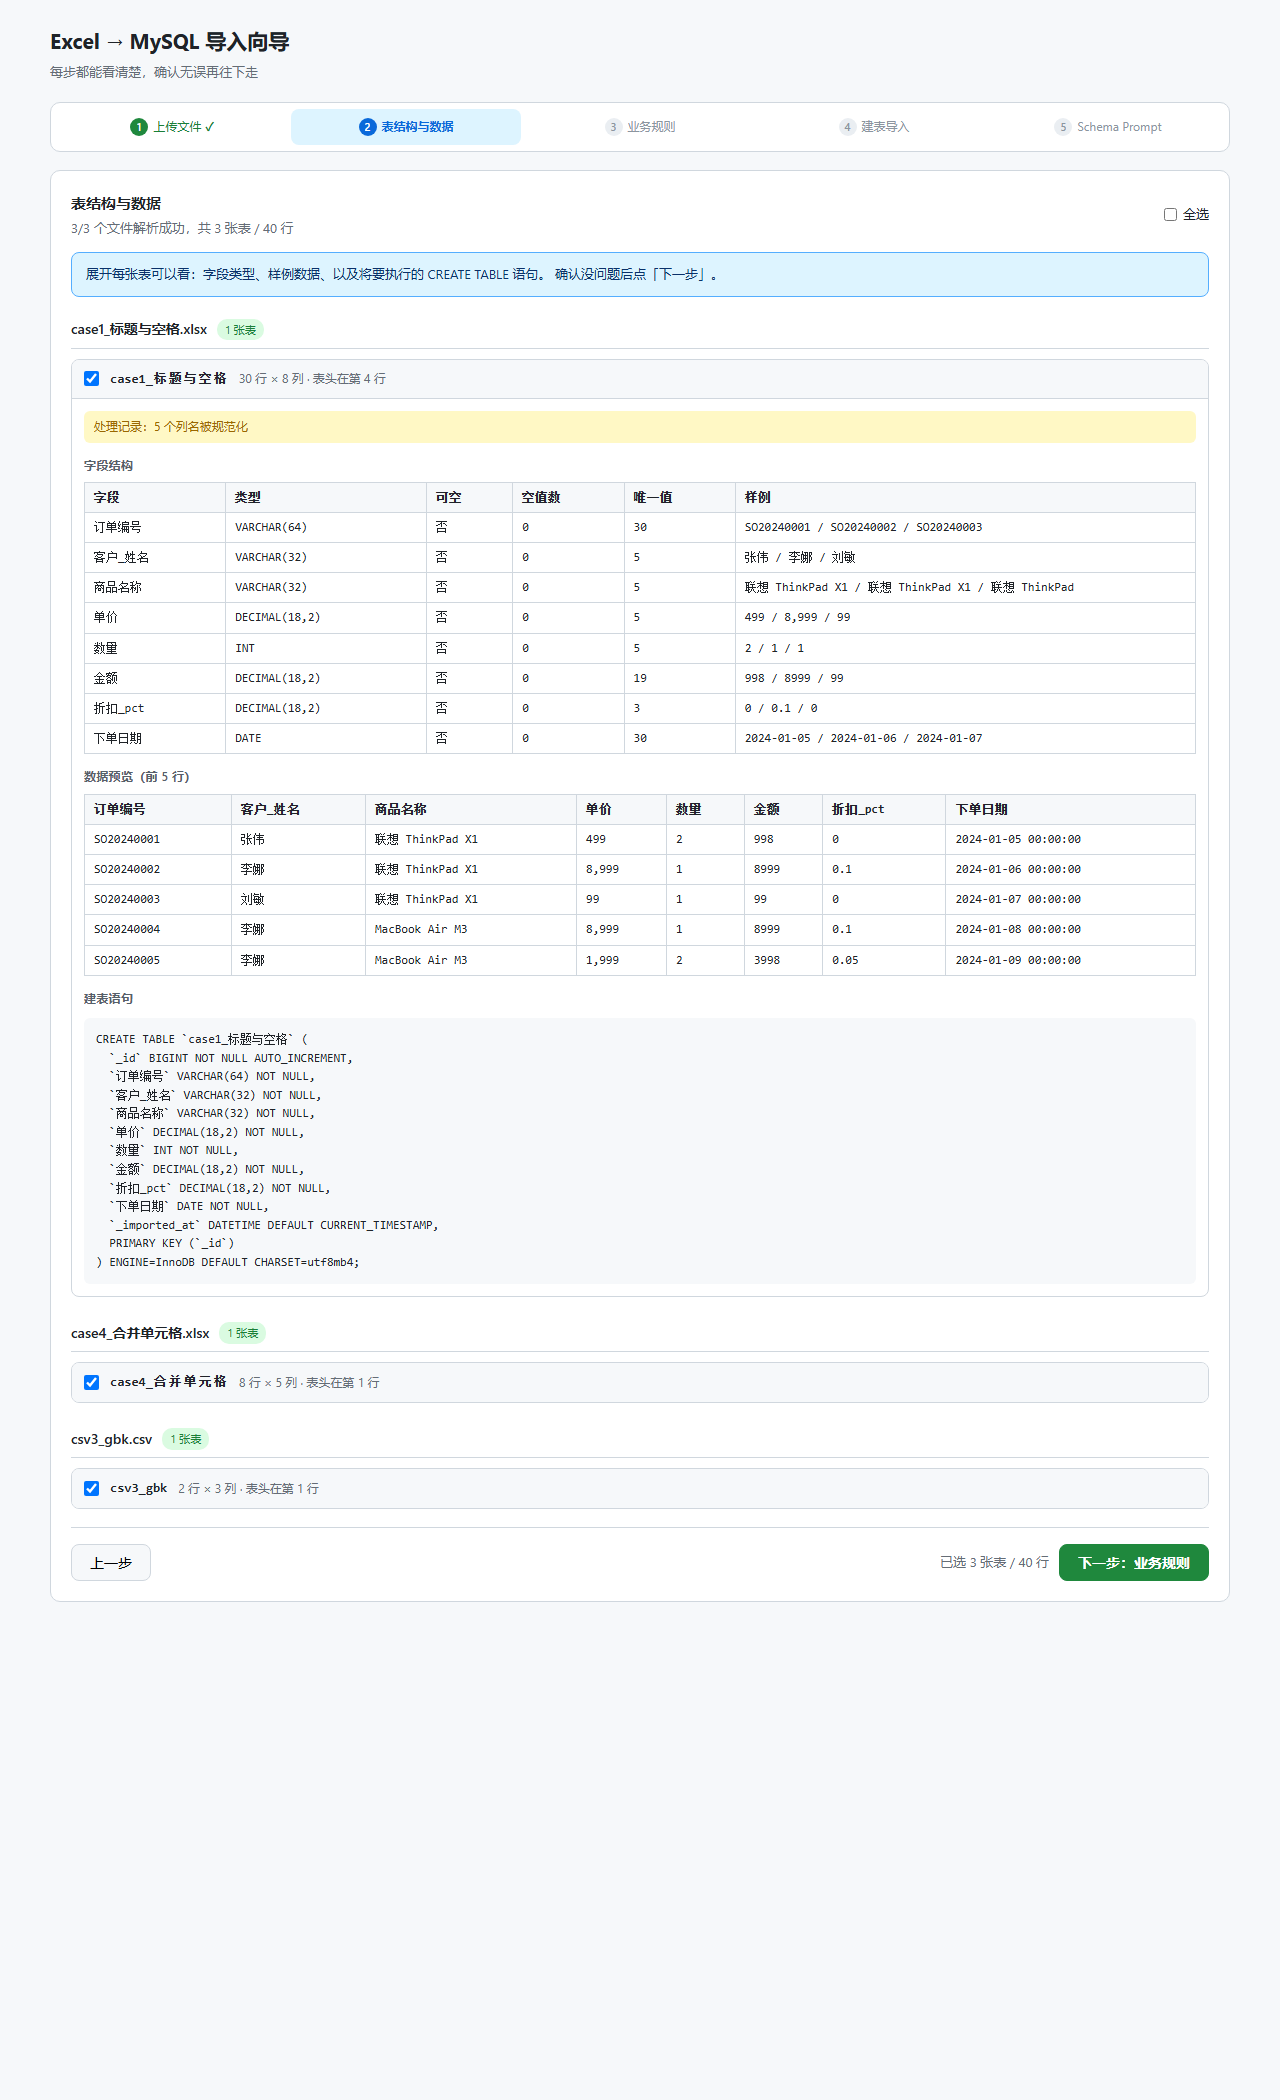 Excel → MySQL 导入向导
每步都能看清楚，确认无误再往下走
1 上传文件 ✓
2 表结构与数据
3 业务规则
4 建表导入
5 Schema Prompt
表结构与数据
3/3 个文件解析成功，共 3 张表 / 40 行
全选
展开每张表可以看：字段类型、样例数据、以及将要执行的 CREATE TABLE 语句。 确认没问题后点「下一步」。
case1_标题与空格.xlsx 1 张表
case1_标题与空格 30 行 × 8 列 · 表头在第 4 行
处理记录：5 个列名被规范化
字段结构
字段 类型 可空 空值数 唯一值 样例
订单编号 VARCHAR(64) 否 0 30 SO20240001 / SO20240002 / SO20240003
客户_姓名 VARCHAR(32) 否 0 5 张伟 / 李娜 / 刘敏
商品名称 VARCHAR(32) 否 0 5 联想 ThinkPad X1 / 联想 ThinkPad X1 / 联想 ThinkPad
单价 DECIMAL(18,2) 否 0 5 499 / 8,999 / 99
数量 INT 否 0 5 2 / 1 / 1
金额 DECIMAL(18,2) 否 0 19 998 / 8999 / 99
折扣_pct DECIMAL(18,2) 否 0 3 0 / 0.1 / 0
下单日期 DATE 否 0 30 2024-01-05 / 2024-01-06 / 2024-01-07
数据预览（前 5 行）
订单编号 客户_姓名 商品名称 单价 数量 金额 折扣_pct 下单日期
SO20240001 张伟 联想 ThinkPad X1 499 2 998 0 2024-01-05 00:00:00
SO20240002 李娜 联想 ThinkPad X1 8,999 1 8999 0.1 2024-01-06 00:00:00
SO20240003 刘敏 联想 ThinkPad X1 99 1 99 0 2024-01-07 00:00:00
SO20240004 李娜 MacBook Air M3 8,999 1 8999 0.1 2024-01-08 00:00:00
SO20240005 李娜 MacBook Air M3 1,999 2 3998 0.05 2024-01-09 00:00:00
建表语句
CREATE TABLE `case1_标题与空格` (
`_id` BIGINT NOT NULL AUTO_INCREMENT,
`订单编号` VARCHAR(64) NOT NULL,
`客户_姓名` VARCHAR(32) NOT NULL,
`商品名称` VARCHAR(32) NOT NULL,
`单价` DECIMAL(18,2) NOT NULL,
`数量` INT NOT NULL,
`金额` DECIMAL(18,2) NOT NULL,
`折扣_pct` DECIMAL(18,2) NOT NULL,
`下单日期` DATE NOT NULL,
`_imported_at` DATETIME DEFAULT CURRENT_TIMESTAMP,
PRIMARY KEY (`_id`)
) ENGINE=InnoDB DEFAULT CHARSET=utf8mb4;
case4_合并单元格.xlsx 1 张表
case4_合并单元格 8 行 × 5 列 · 表头在第 1 行
csv3_gbk.csv 1 张表
csv3_gbk 2 行 × 3 列 · 表头在第 1 行
上一步
已选 3 张表 / 40 行
下一步：业务规则